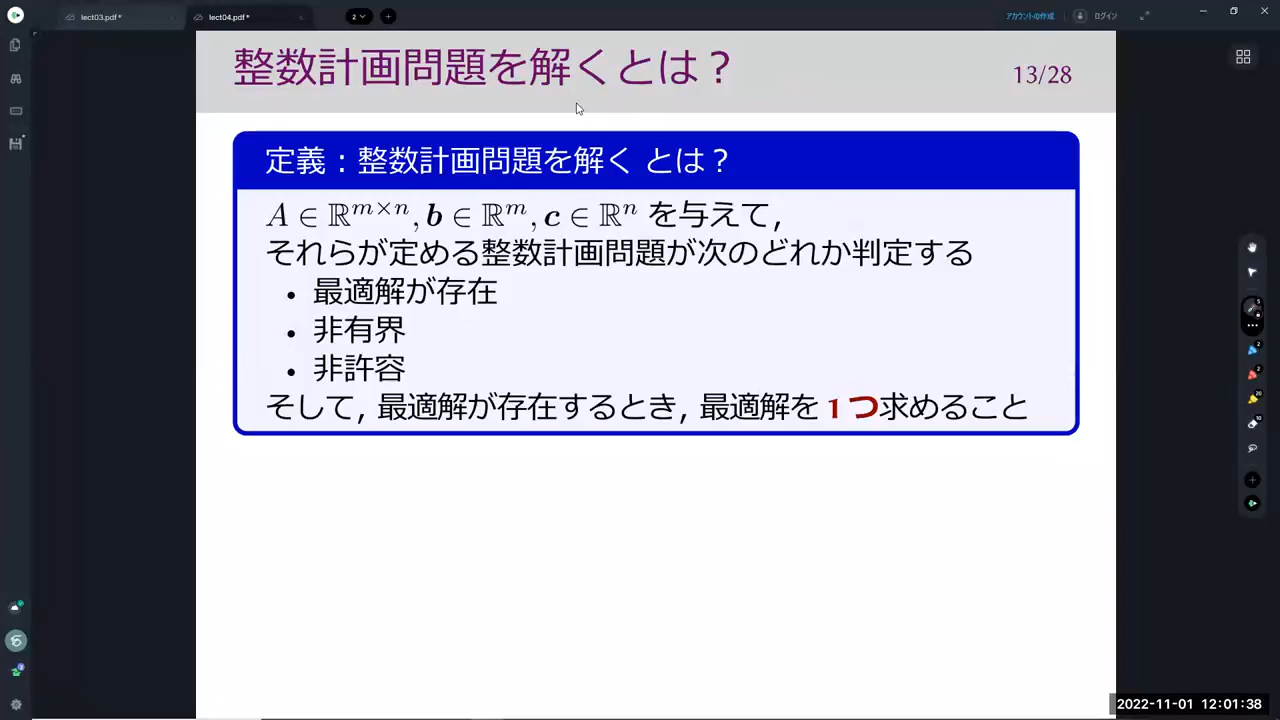 lect03.pdf*
lect04.pdf*
2
アカウントの作成
ログイン
整数計画問題を解くとは？
13/28
定義：整数計画問題を解く とは？
A ∈ ℝ^{m×n}, b ∈ ℝ^m, c ∈ ℝ^n を与えて,
それらが定める整数計画問題が次のどれか判定する
• 最適解が存在
• 非有界
• 非許容
そして, 最適解が存在するとき, 最適解を 1 つ求めること
2022-11-01 12:01:38